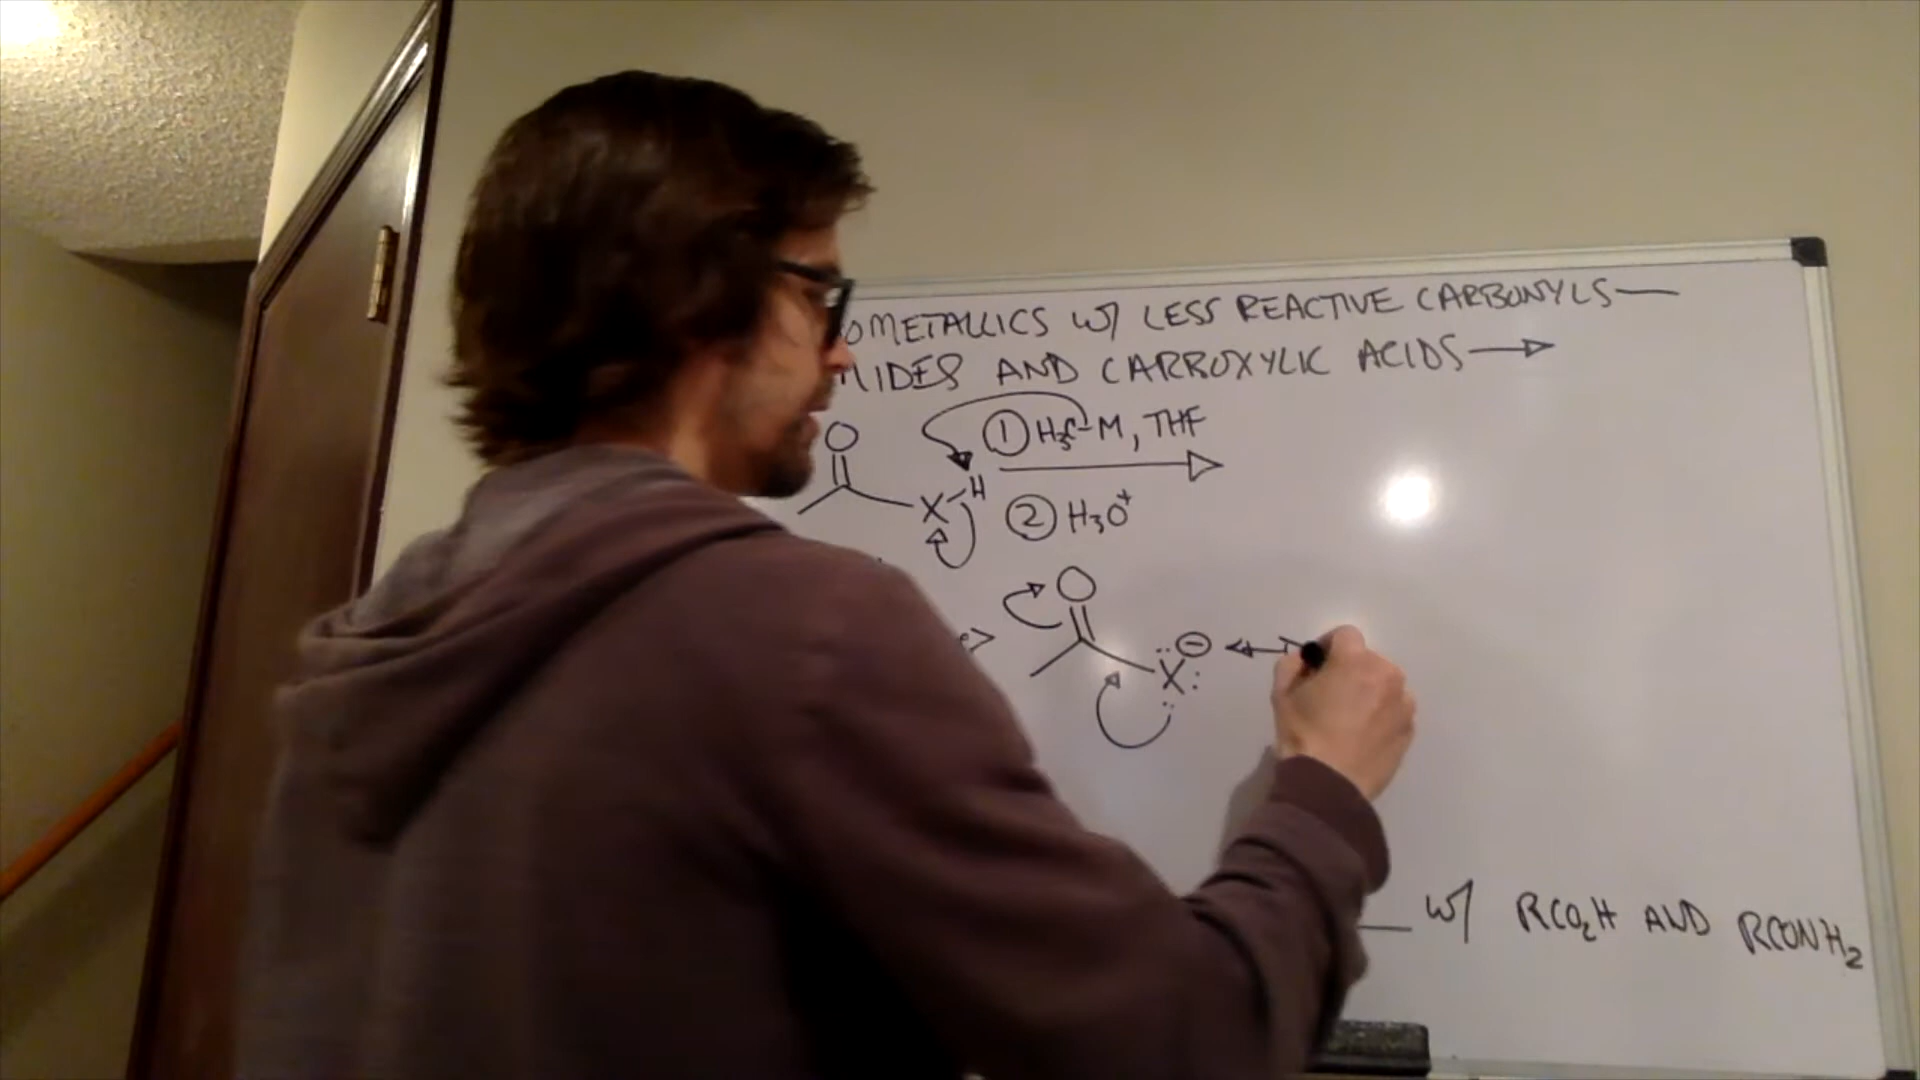 OMETALLICS W/ LESS REACTIVE CARBONYLS—
MIDES AND CARBOXYLIC ACIDS→
O
① H₃C-M, THF
X-H
② H₃O⁺
O
:X: ⊖ ↔
w/ RCO₂H AND RCONH₂